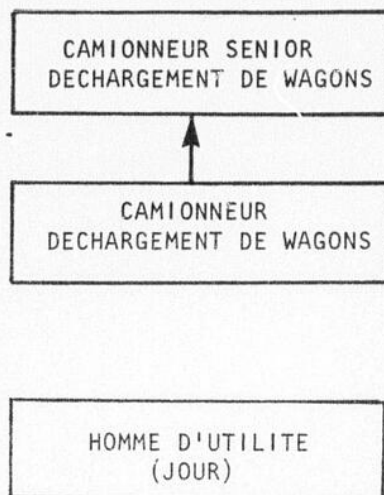 CAMIONNEUR SENIOR
DECHARGEMENT DE WAGONS
CAMIONNEUR
DECHARGEMENT DE WAGONS
HOMME D'UTILITE
(JOUR)